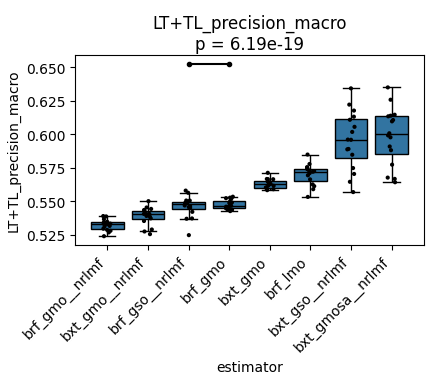 LT+TL_precision_macro
p = 6.19e-19
LT+TL_precision_macro
0.650
0.625
0.600
0.575
0.550
0.525
brf_gmo__nrlmf
bxt_gmo__nrlmf
brf_gso__nrlmf
brf_gmo
bxt_gmo
brf_lmo
bxt_gso__nrlmf
bxt_gmosa__nrlmf
estimator